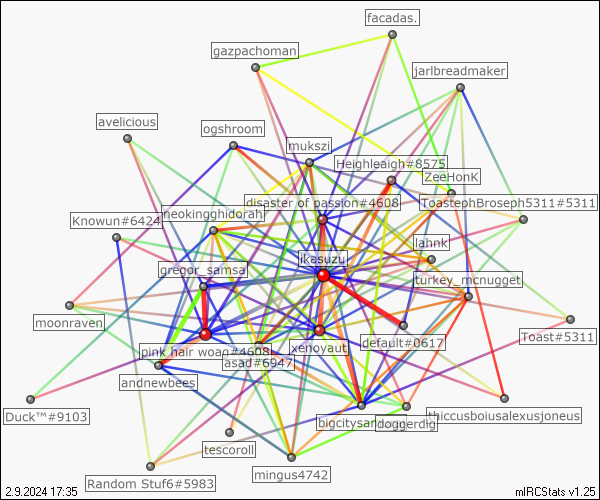 facadas.
gazpachoman
jarlbreadmaker
avelicious
ogshroom
mukszi
Heighleaigh#8575
ZeeHonK
disaster of passion#4608
ToastephBroseph5311#5311
Knowun#6424
neokingghidorah
lahnk
ikasuzu
gregor_samsa
turkey_mcnugget
moonraven
Toast#5311
default#0617
xenoyaut
pink hair woag#4608
asad#6947
andnewbees
Duck™#9103
thiccusboiusalexusjoneus
doggerdig
tescoroll
mingus4742
Random Stuf6#5983
2.9.2024 17:35
mIRCStats v1.25